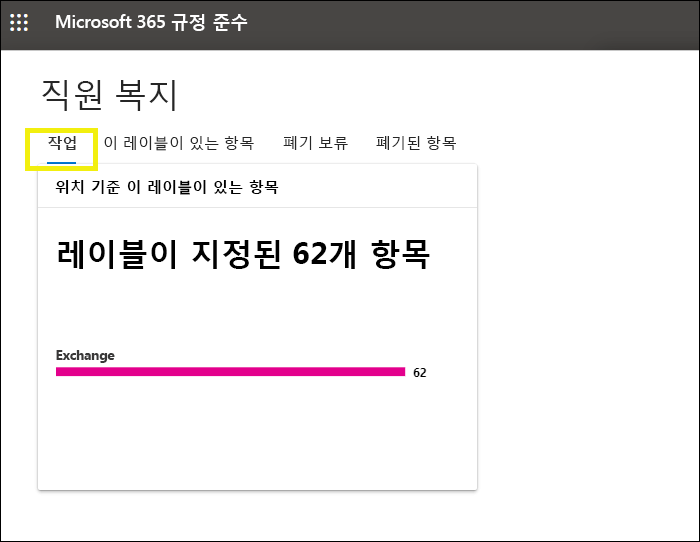 Microsoft 365 규정 준수
직원 복지
작업 이 레이블이 있는 항목 폐기 보류 폐기된 항목
위치 기준 이 레이블이 있는 항목
레이블이 지정된 62개 항목
Exchange
62